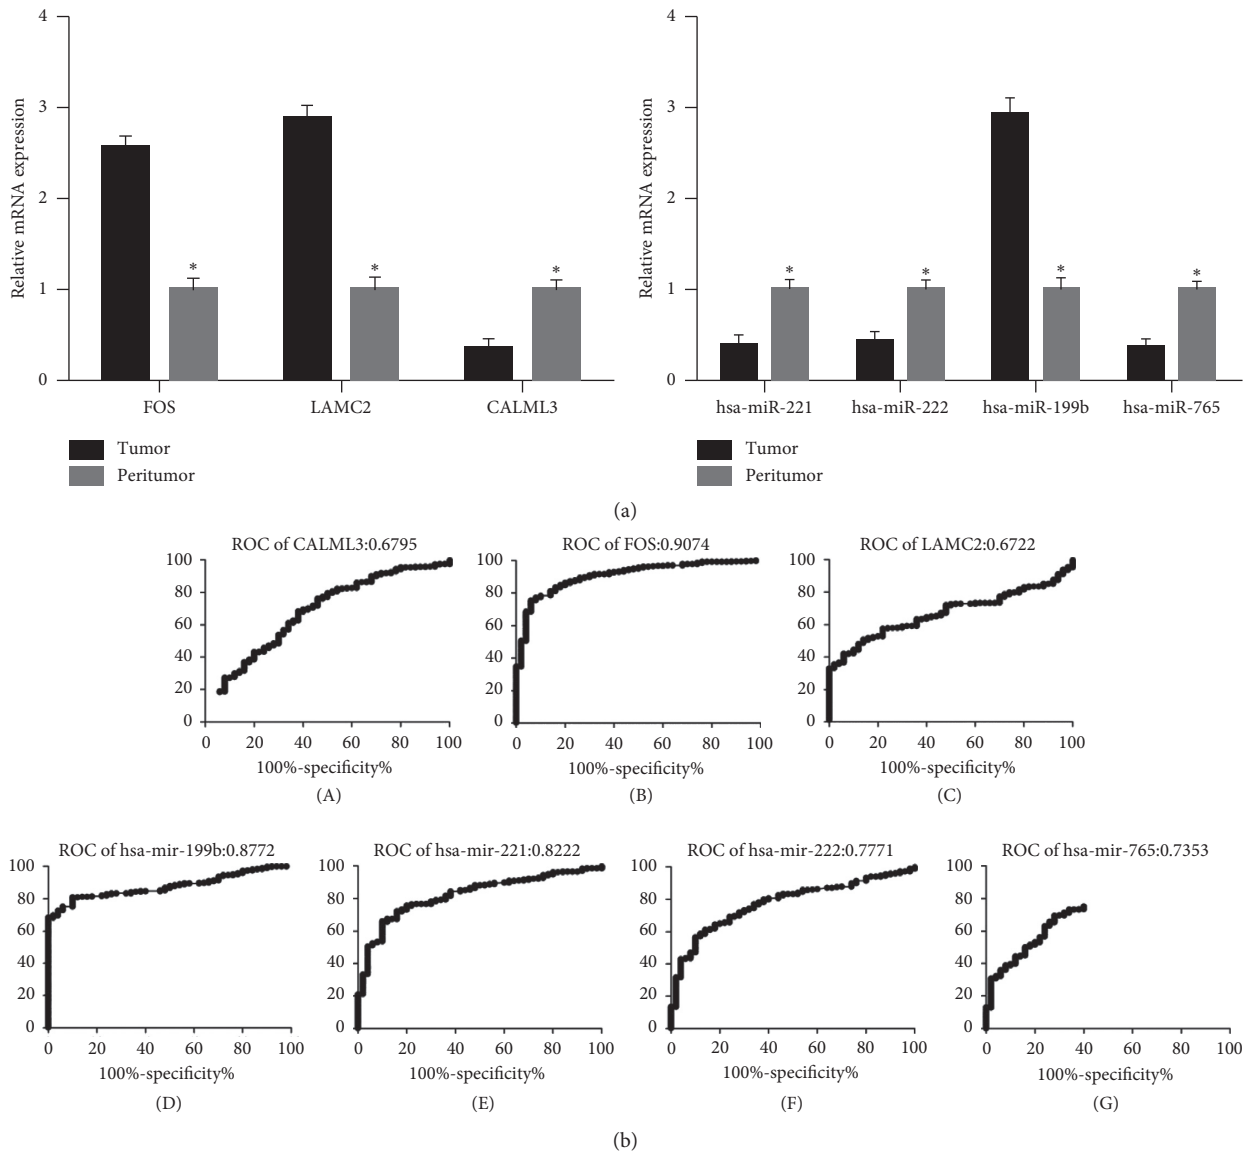 4
3
2
1
0
Relative mRNA expression
*
*
*
FOS
LAMC2
CALML3
Tumor
Peritumor
4
3
2
1
0
Relative mRNA expression
*
*
*
*
hsa-miR-221
hsa-miR-222
hsa-miR-199b
hsa-miR-765
Tumor
Peritumor
(a)
ROC of CALML3:0.6795
100
80
60
40
20
0
0 20 40 60 80 100
100%-specificity%
(A)
ROC of FOS:0.9074
100
80
60
40
20
0
0 20 40 60 80 100
100%-specificity%
(B)
ROC of LAMC2:0.6722
100
80
60
40
20
0
0 20 40 60 80 100
100%-specificity%
(C)
ROC of hsa-mir-199b:0.8772
100
80
60
40
20
0
0 20 40 60 80 100
100%-specificity%
(D)
ROC of hsa-mir-221:0.8222
100
80
60
40
20
0
0 20 40 60 80 100
100%-specificity%
(E)
ROC of hsa-mir-222:0.7771
100
80
60
40
20
0
0 20 40 60 80 100
100%-specificity%
(F)
ROC of hsa-mir-765:0.7353
100
80
60
40
20
0
0 20 40 60 80 100
100%-specificity%
(G)
(b)